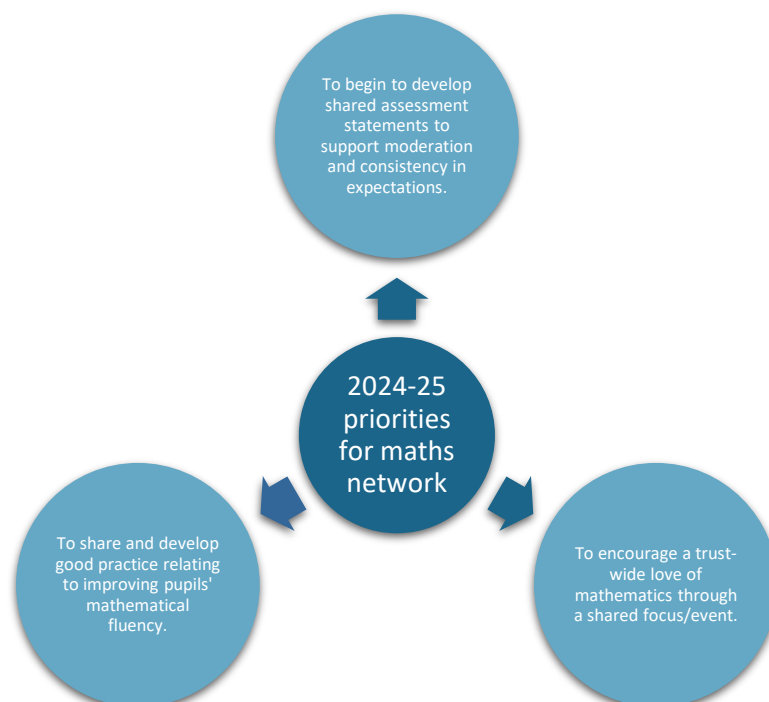 To begin to develop
shared assessment
statements to
support moderation
and consistency in
expectations.
2024-25
priorities
for maths
network
To share and develop
good practice relating
to improving pupils'
mathematical
fluency.
To encourage a trust-
wide love of
mathematics through
a shared focus/event.